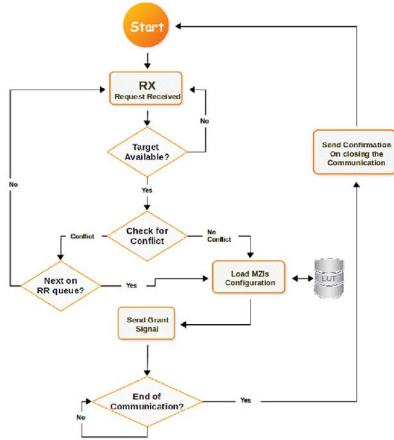 Start
RX
Request Received
No
Target
Available?
Yes
Send Confirmation
On closing the
Communication
No
Check for
Conflict
Conflict
No
Conflict
Next on
RR queue?
Yes
Load MZIs
Configuration
LUT
Send Grant
Signal
End of
Communication?
No
Yes